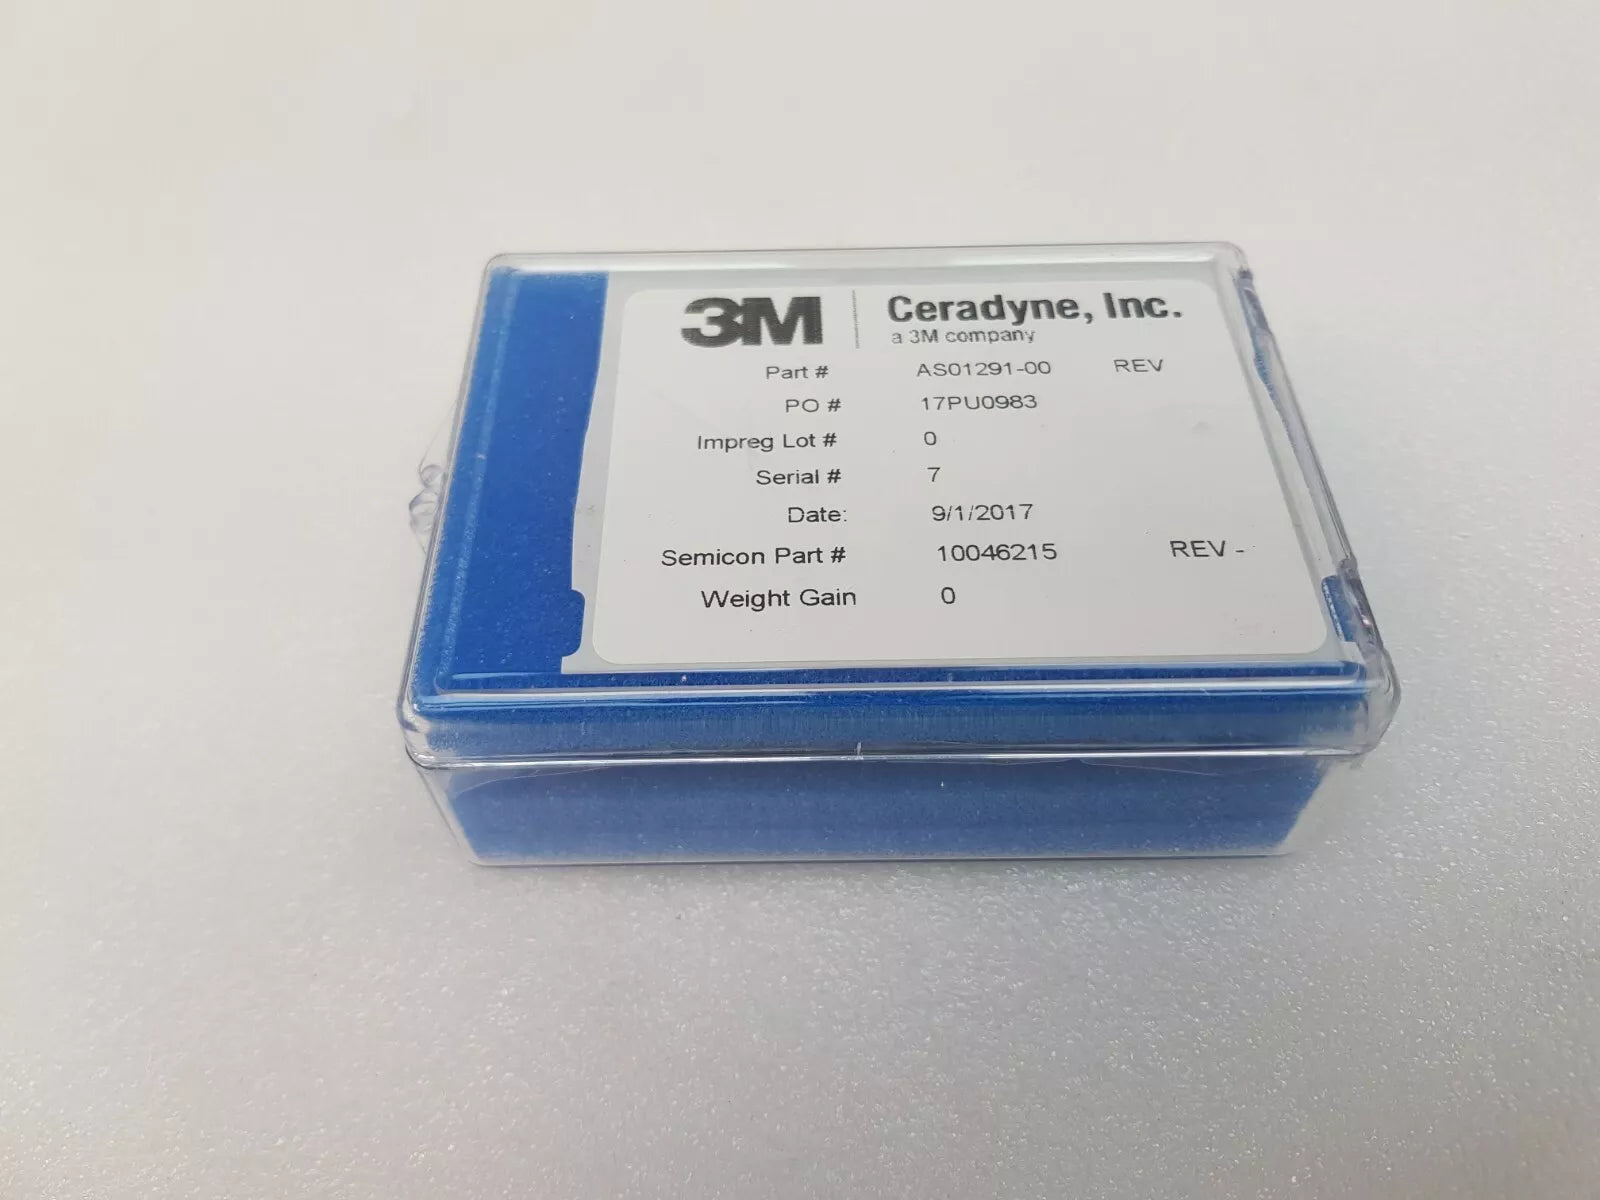 3M Ceradyne, Inc.
a 3M company
Part # AS01291-00 REV
PO # 17PU0983
Impreg Lot # 0
Serial # 7
Date: 9/1/2017
Semicon Part # 10046215 REV -
Weight Gain 0